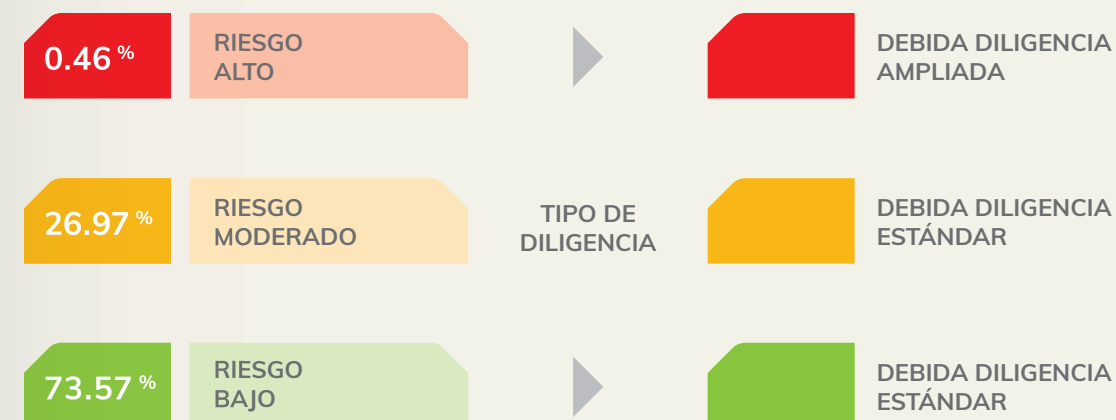 0.46 %
RIESGO
ALTO
DEBIDA DILIGENCIA
AMPLIADA
26.97 %
RIESGO
MODERADO
TIPO DE
DILIGENCIA
DEBIDA DILIGENCIA
ESTÁNDAR
73.57 %
RIESGO
BAJO
DEBIDA DILIGENCIA
ESTÁNDAR